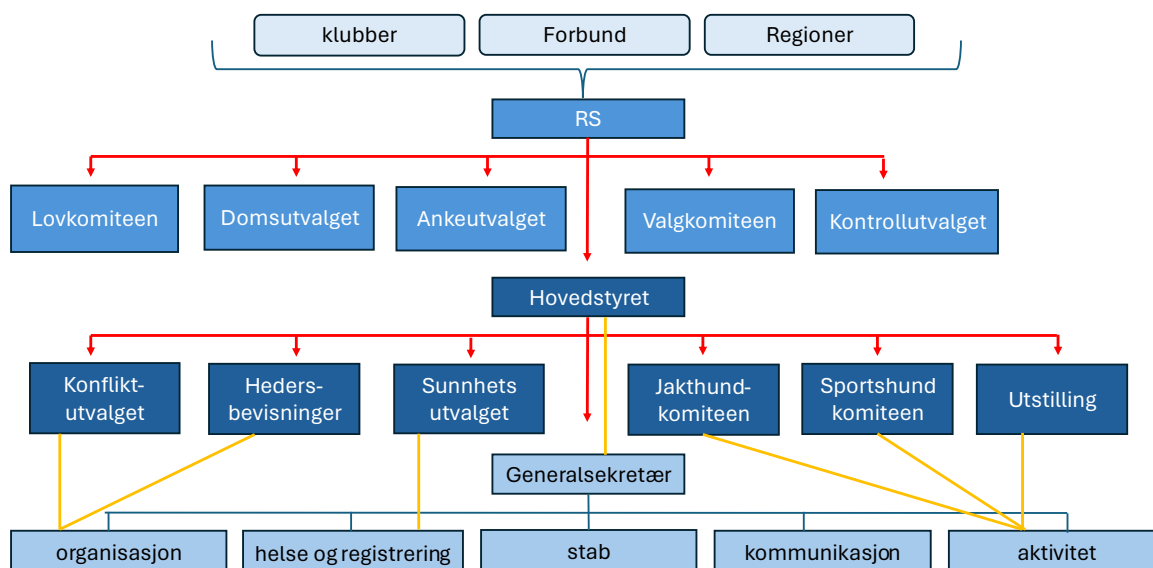 klubber
Forbund
Regioner
RS
Lovkomiteen
Domsutvalget
Ankeutvalget
Valgkomiteen
Kontrollutvalget
Hovedstyret
Konflikt-
utvalget
Heders-
bevisninger
Sunnhets
utvalget
Jakthund-
komiteen
Sportshund
komiteen
Utstilling
Generalsekretær
organisasjon
helse og registrering
stab
kommunikasjon
aktivitet